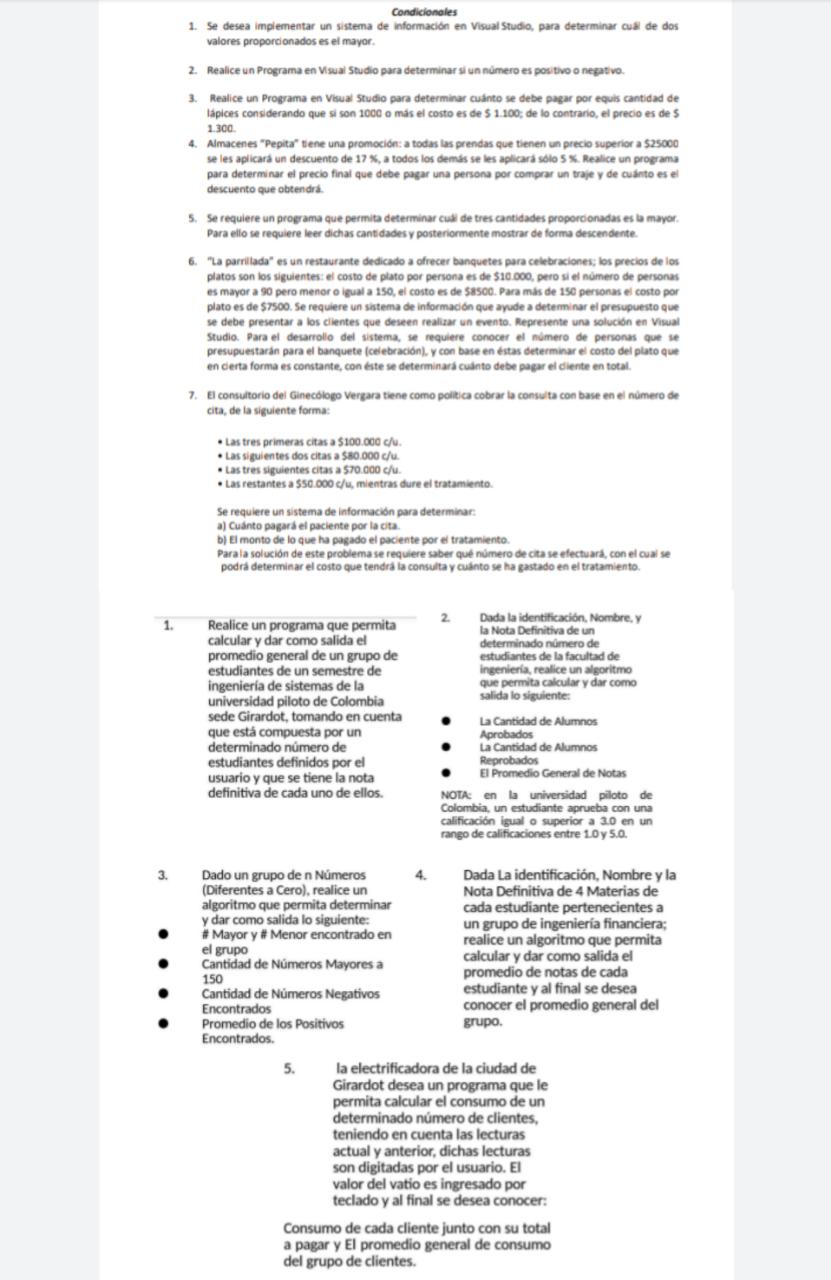 Condicionales
1. Se desea implementar un sistema de información en Visual Studio, para determinar cuál de dos
valores proporcionados es el mayor.
2. Realice un Programa en Visual Studio para determinar si un número es positivo o negativo.
3. Realice un Programa en Visual Studio para determinar cuánto se debe pagar por equis cantidad de
lápices considerando que si son 1000 o más el costo es de $ 1.100; de lo contrario, el precio es de $
1.300.
4. Almacenes "Pepita" tiene una promoción: a todas las prendas que tienen un precio superior a $25000
se les aplicará un descuento de 17 %, a todos los demás se les aplicará sólo 5 %. Realice un programa
para determinar el precio final que debe pagar una persona por comprar un traje y de cuánto es el
descuento que obtendrá.
5. Se requiere un programa que permita determinar cuál de tres cantidades proporcionadas es la mayor.
Para ello se requiere leer dichas cantidades y posteriormente mostrar de forma descendente.
6. "La parrillada" es un restaurante dedicado a ofrecer banquetes para celebraciones; los precios de los
platos son los siguientes: el costo de plato por persona es de $10.000, pero si el número de personas
es mayor a 90 pero menor o igual a 150, el costo es de $8500. Para más de 150 personas el costo por
plato es de $7500. Se requiere un sistema de información que ayude a determinar el presupuesto que
se debe presentar a los clientes que deseen realizar un evento. Represente una solución en Visual
Studio. Para el desarrollo del sistema, se requiere conocer el número de personas que se
presupuestarán para el banquete (celebración), y con base en éstas determinar el costo del plato que
en cierta forma es constante, con éste se determinará cuánto debe pagar el cliente en total.
7. El consultorio del Ginecólogo Vergara tiene como política cobrar la consulta con base en el número de
cita, de la siguiente forma:
• Las tres primeras citas a $100.000 c/u.
• Las siguientes dos citas a $80.000 c/u.
• Las tres siguientes citas a $70.000 c/u.
• Las restantes a $50.000 c/u, mientras dure el tratamiento.
Se requiere un sistema de información para determinar:
a) Cuánto pagará el paciente por la cita.
b) El monto de lo que ha pagado el paciente por el tratamiento.
Para la solución de este problema se requiere saber qué número de cita se efectuará, con el cual se
podrá determinar el costo que tendrá la consulta y cuánto se ha gastado en el tratamiento.
1. Realice un programa que permita
calcular y dar como salida el
promedio general de un grupo de
estudiantes de un semestre de
ingeniería de sistemas de la
universidad piloto de Colombia
sede Girardot, tomando en cuenta
que está compuesta por un
determinado número de
estudiantes definidos por el
usuario y que se tiene la nota
definitiva de cada uno de ellos.
2. Dada la identificación, Nombre, y
la Nota Definitiva de un
determinado número de
estudiantes de la facultad de
ingeniería, realice un algoritmo
que permita calcular y dar como
salida lo siguiente:
● La Cantidad de Alumnos
Aprobados
● La Cantidad de Alumnos
Reprobados
● El Promedio General de Notas
NOTA: en la universidad piloto de
Colombia, un estudiante aprueba con una
calificación igual o superior a 3.0 en un
rango de calificaciones entre 1.0 y 5.0.
3. Dado un grupo de n Números
(Diferentes a Cero), realice un
algoritmo que permita determinar
y dar como salida lo siguiente:
● # Mayor y # Menor encontrado en
el grupo
● Cantidad de Números Mayores a
150
● Cantidad de Números Negativos
Encontrados
● Promedio de los Positivos
Encontrados.
4. Dada La identificación, Nombre y la
Nota Definitiva de 4 Materias de
cada estudiante pertenecientes a
un grupo de ingeniería financiera;
realice un algoritmo que permita
calcular y dar como salida el
promedio de notas de cada
estudiante y al final se desea
conocer el promedio general del
grupo.
5. la electrificadora de la ciudad de
Girardot desea un programa que le
permita calcular el consumo de un
determinado número de clientes,
teniendo en cuenta las lecturas
actual y anterior, dichas lecturas
son digitadas por el usuario. El
valor del vatio es ingresado por
teclado y al final se desea conocer:
Consumo de cada cliente junto con su total
a pagar y El promedio general de consumo
del grupo de clientes.